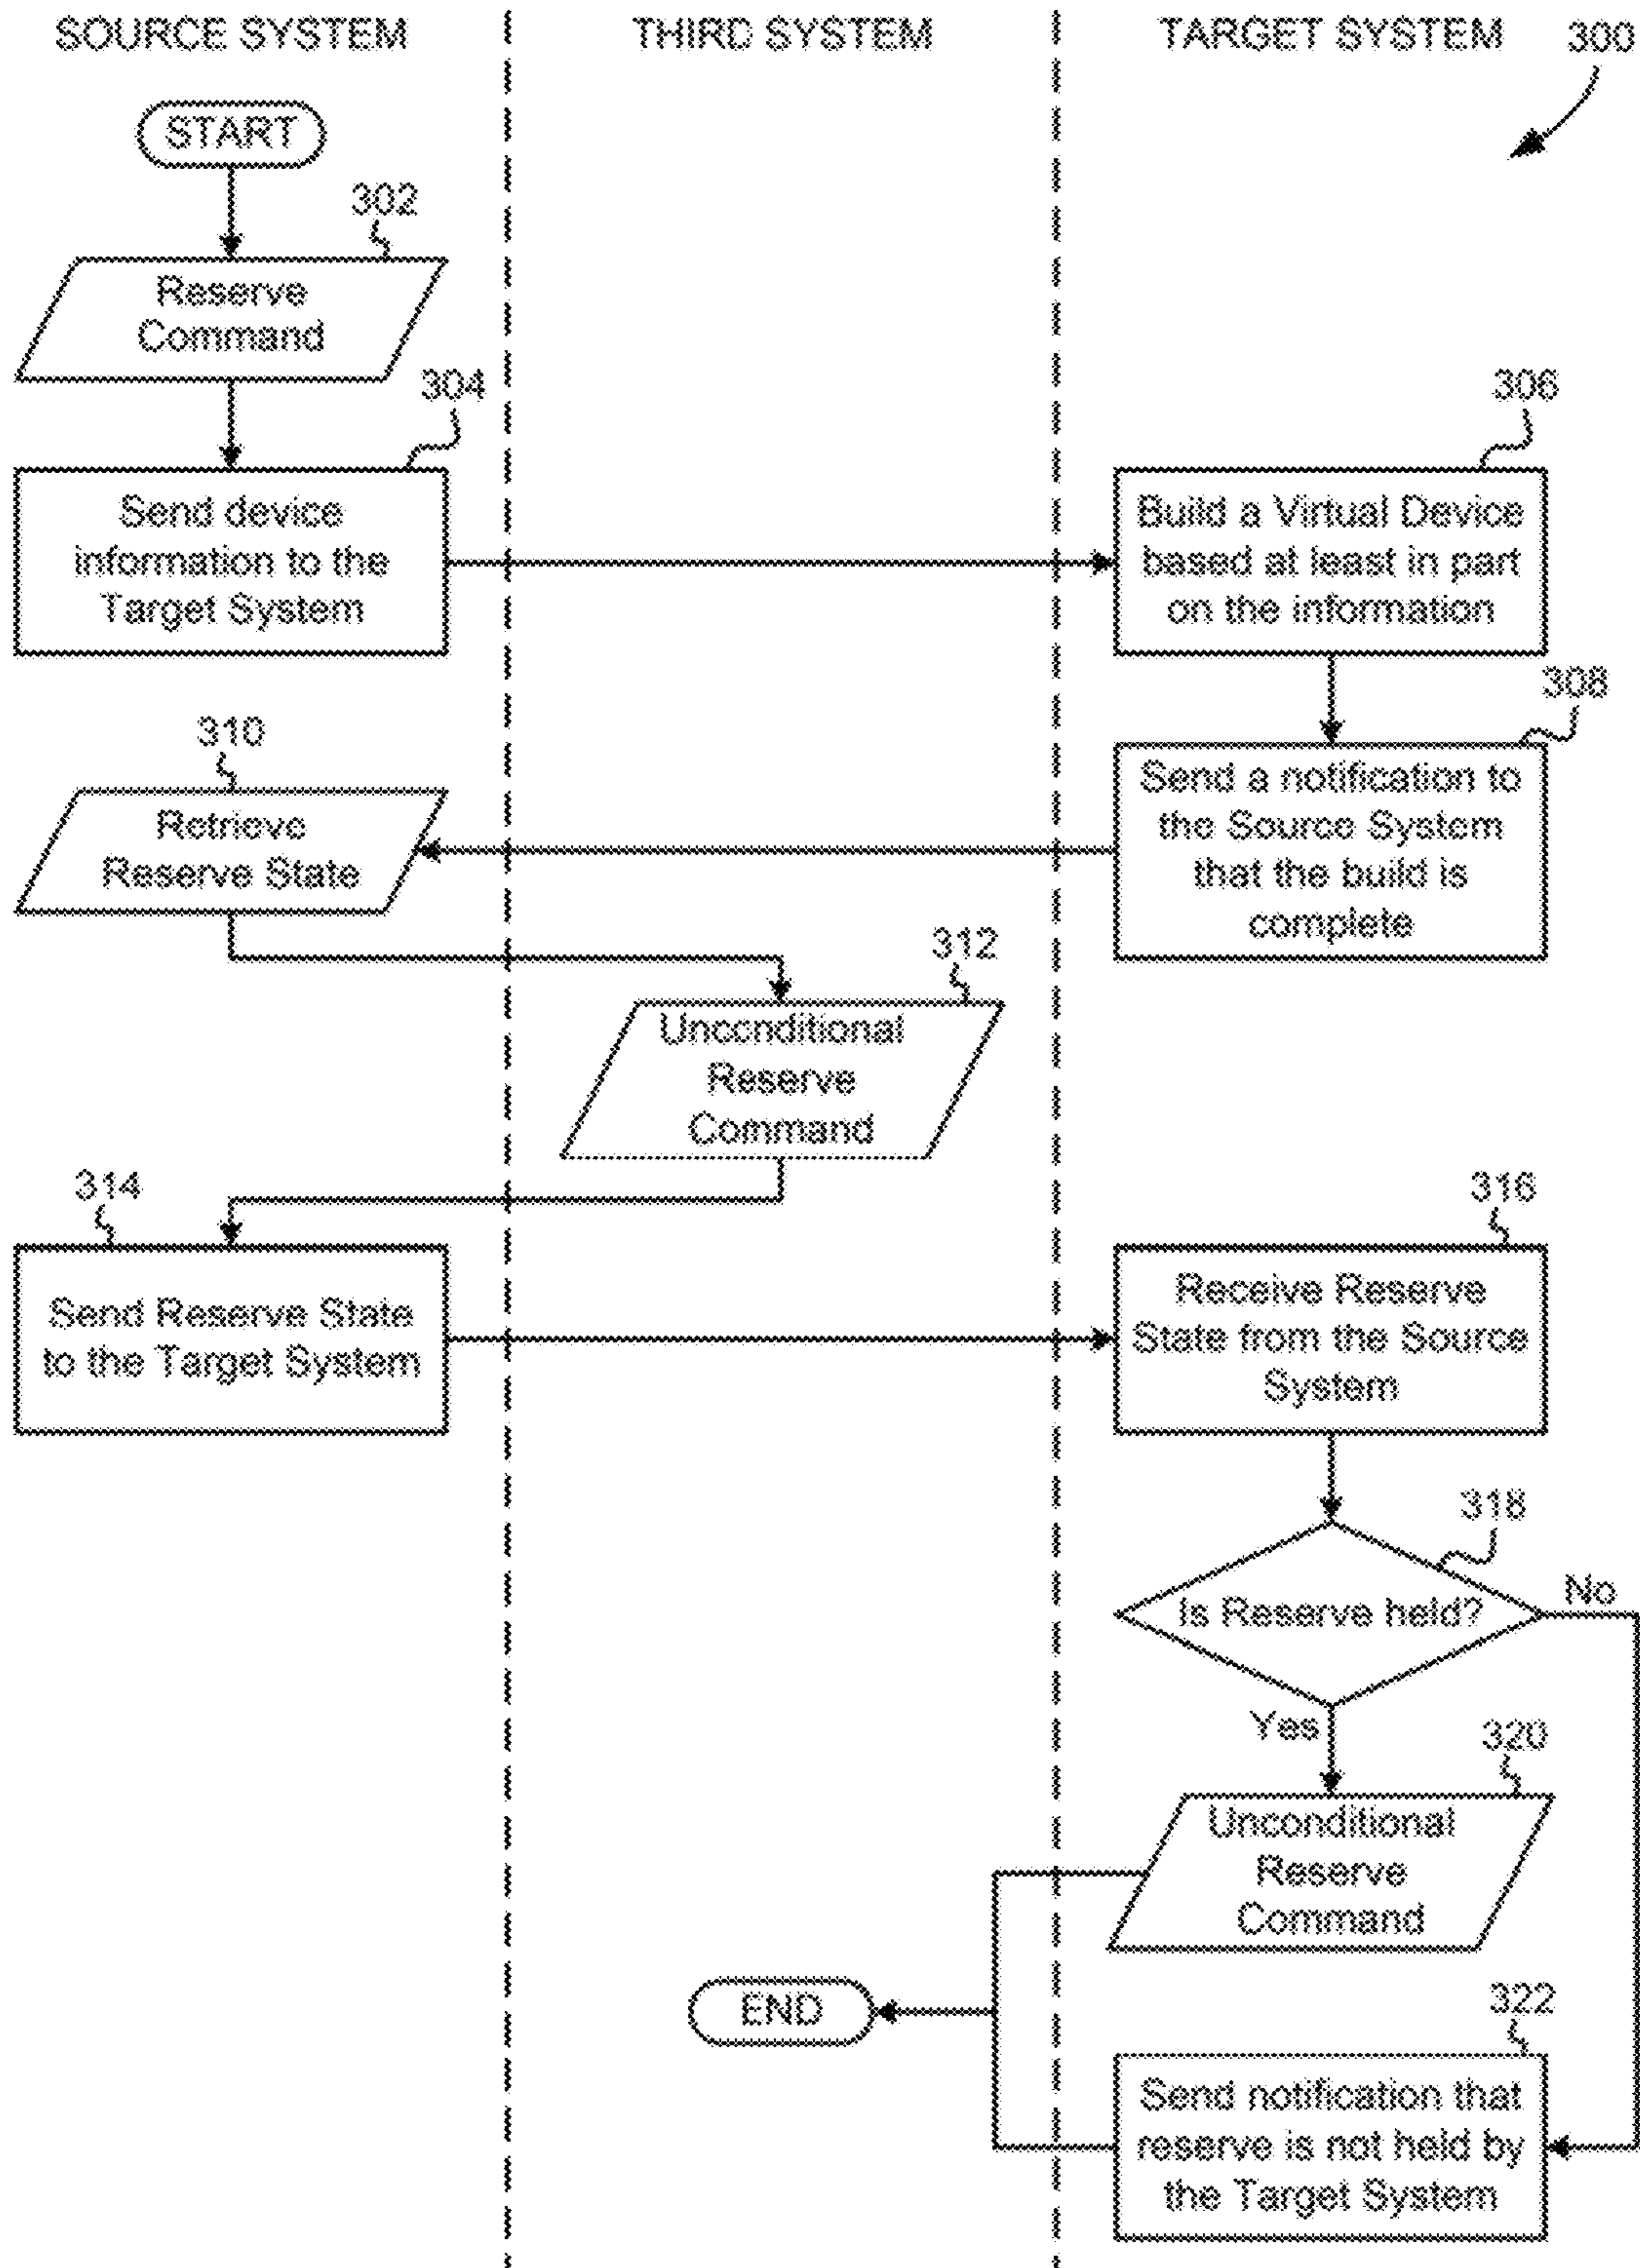 SOURCE SYSTEM
THIRD SYSTEM
TARGET SYSTEM
300
START
302
Reserve
Command
304
Send device
information to the
Target System
306
Build a Virtual Device
based at least in part
on the information
308
Send a notification to
the Source System
that the build is
complete
310
Retrieve
Reserve State
312
Unconditional
Reserve
Command
314
Send Reserve State
to the Target System
316
Receive Reserve
State from the Source
System
318
Is Reserve held?
No
Yes
320
Unconditional
Reserve
Command
END
322
Send notification that
reserve is not held by
the Target System